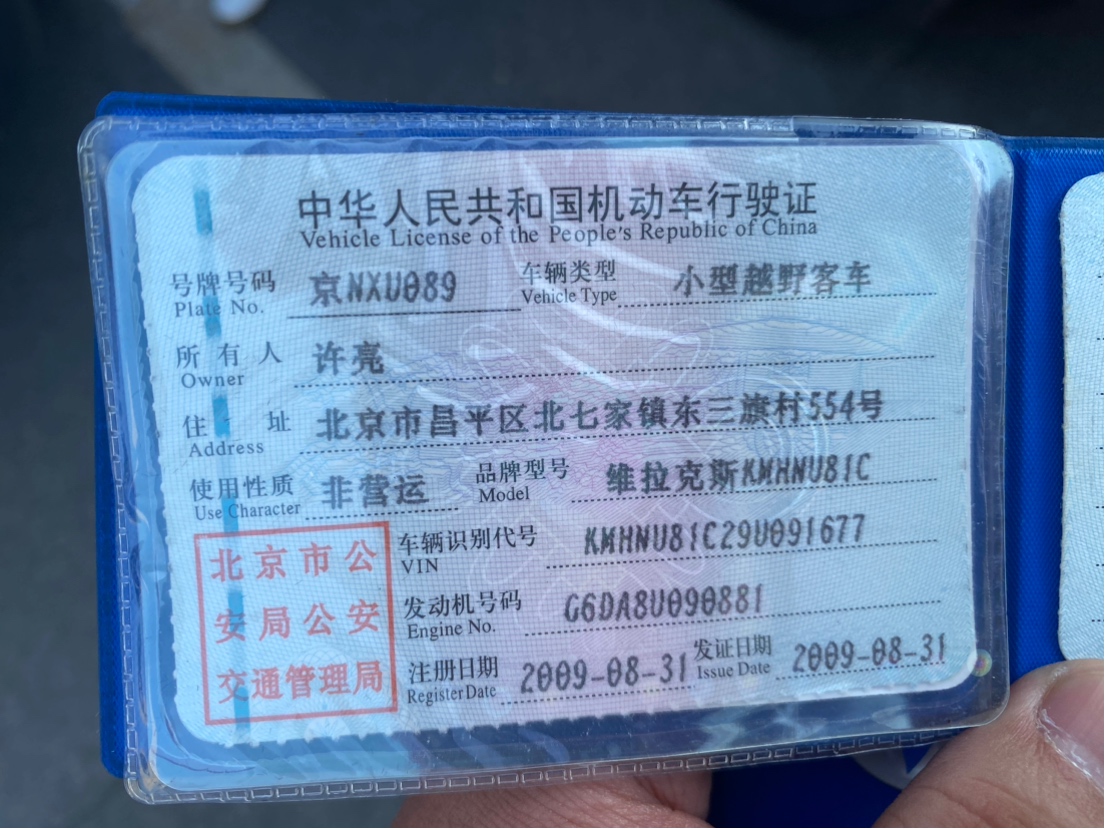 中华人民共和国机动车行驶证
Vehicle License of the People's Republic of China
号牌号码 京NXU089 车辆类型 小型越野客车
Plate No. Vehicle Type
所有人 许亮
Owner
住址 北京市昌平区北七家镇东三旗村554号
Address
使用性质 非营运 品牌型号 维拉克斯KMHNU81C
Use Character Model
北京市公安局公安交通管理局
车辆识别代号 KMHNU81C29U091677
VIN
发动机号码 G6DA8U090881
Engine No.
注册日期 2009-08-31 发证日期 2009-08-31
Register Date Issue Date